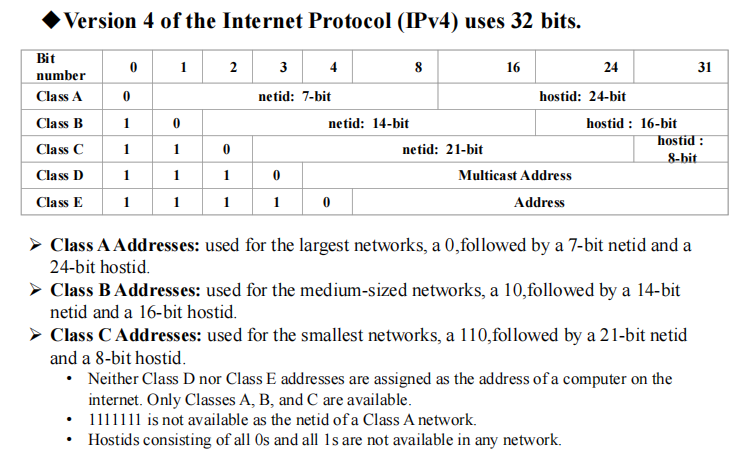 ◆Version 4 of the Internet Protocol (IPv4) uses 32 bits.
Bit number 0 1 2 3 4 8 16 24 31
Class A 0 netid: 7-bit hostid: 24-bit
Class B 1 0 netid: 14-bit hostid : 16-bit
Class C 1 1 0 netid: 21-bit hostid : 8-bit
Class D 1 1 1 0 Multicast Address
Class E 1 1 1 1 0 Address
➢ Class A Addresses: used for the largest networks, a 0,followed by a 7-bit netid and a
24-bit hostid.
➢ Class B Addresses: used for the medium-sized networks, a 10,followed by a 14-bit
netid and a 16-bit hostid.
➢ Class C Addresses: used for the smallest networks, a 110,followed by a 21-bit netid
and a 8-bit hostid.
• Neither Class D nor Class E addresses are assigned as the address of a computer on the
internet. Only Classes A, B, and C are available.
• 1111111 is not available as the netid of a Class A network.
• Hostids consisting of all 0s and all 1s are not available in any network.